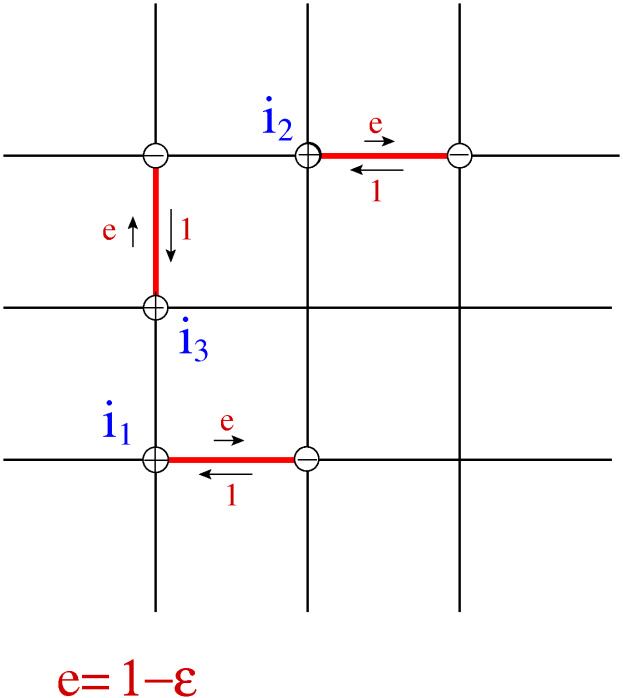 i₂ e
1
e 1
i₃
i₁ e
1
e= 1−ε